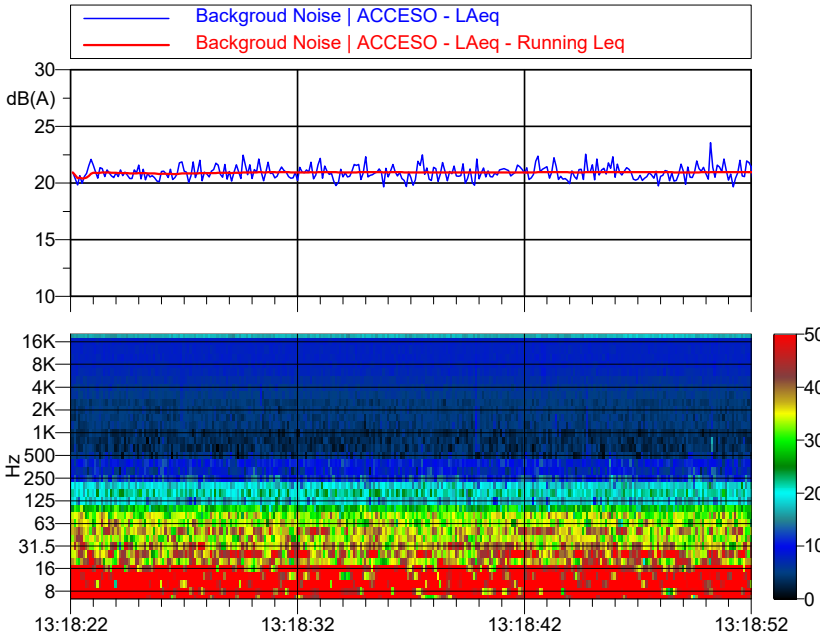 Backgroud Noise | ACCESO - LAeq
Backgroud Noise | ACCESO - LAeq - Running Leq
30
dB(A)
25
20
15
10
16K
8K
4K
2K
1K
500
Hz
250
125
63
31.5
16
8
50
40
30
20
10
0
13:18:22
13:18:32
13:18:42
13:18:52